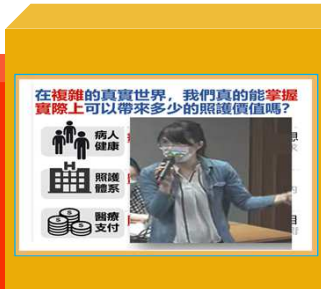 在複雜的真實世界，我們真的能掌握
實際上可以帶來多少的照護價值嗎?
病人
健康
照護
體系
醫療
支付